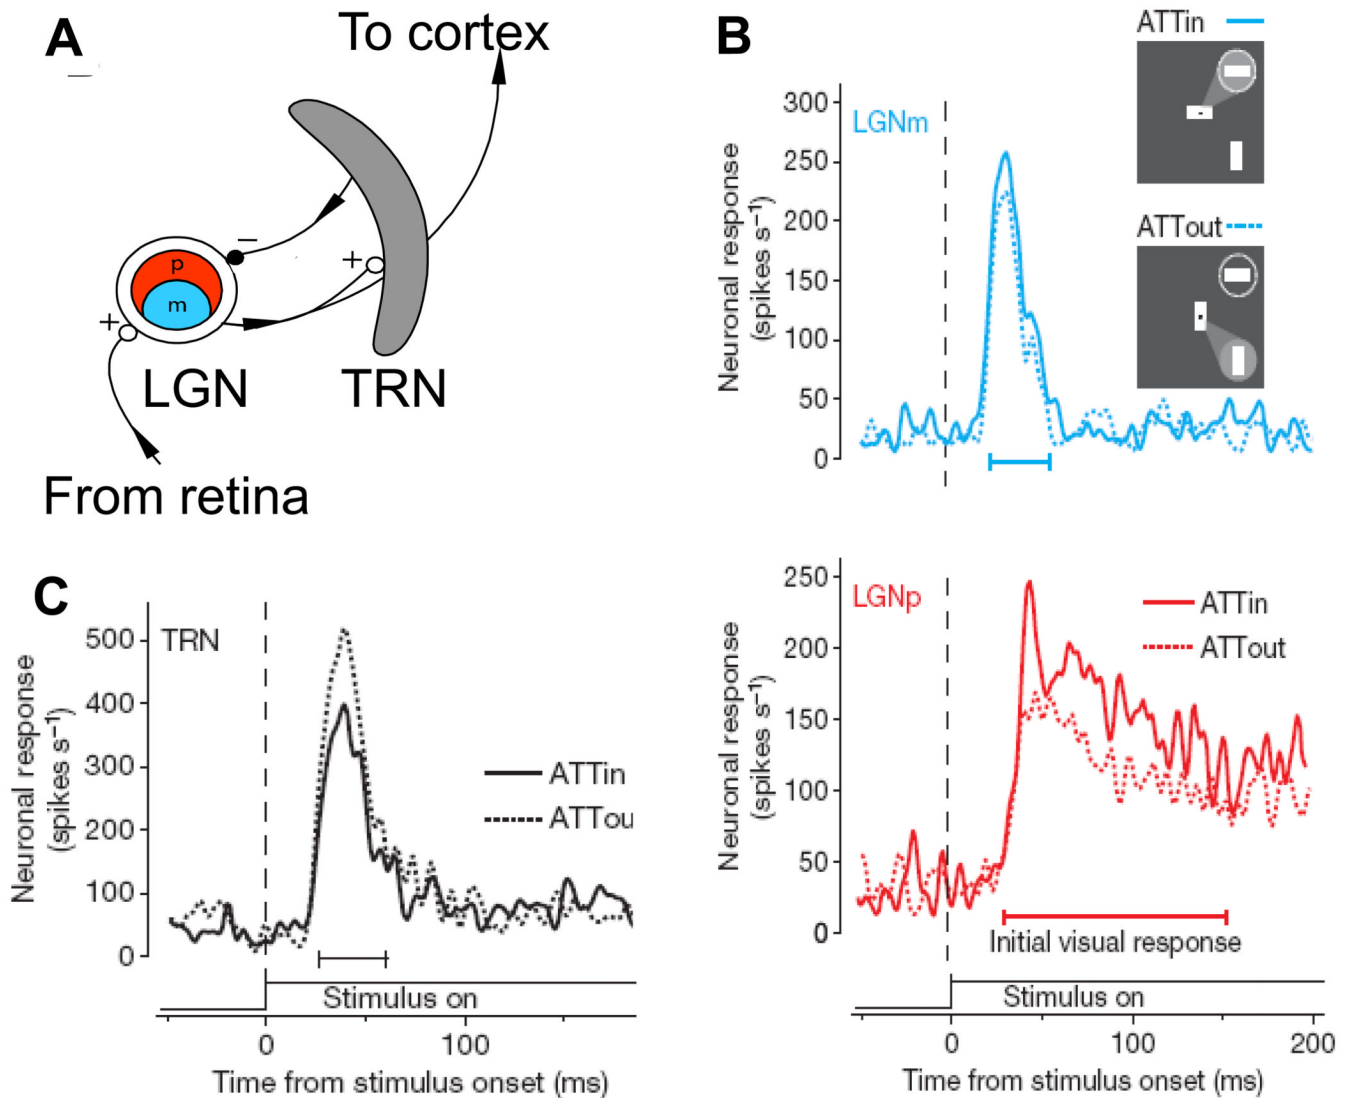 A
To cortex
p
m
−
+
+
LGN
TRN
From retina
B
ATTin
ATTout
LGNm
Neuronal response
(spikes s⁻¹)
300
250
200
150
100
50
0
LGNp
ATTin
ATTout
Neuronal response
(spikes s⁻¹)
250
200
150
100
50
0
Initial visual response
Stimulus on
0
100
200
Time from stimulus onset (ms)
C
TRN
ATTin
ATTou
Neuronal response
(spikes s⁻¹)
500
400
300
200
100
0
Stimulus on
0
100
Time from stimulus onset (ms)